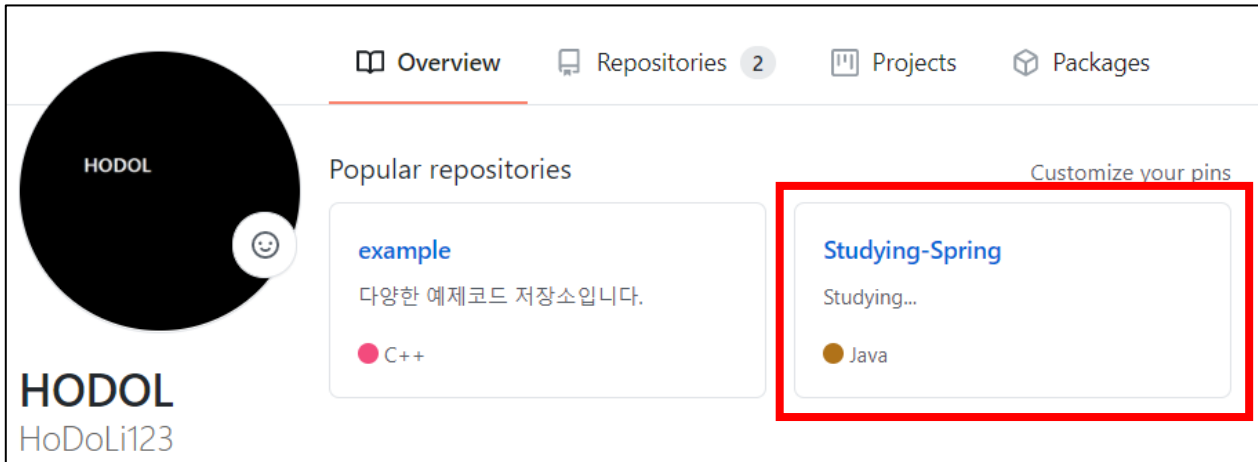 Overview Repositories 2 Projects Packages
HODOL
Popular repositories Customize your pins
example
다양한 예제코드 저장소입니다.
C++
Studying-Spring
Studying...
Java
HODOL
HoDoLi123